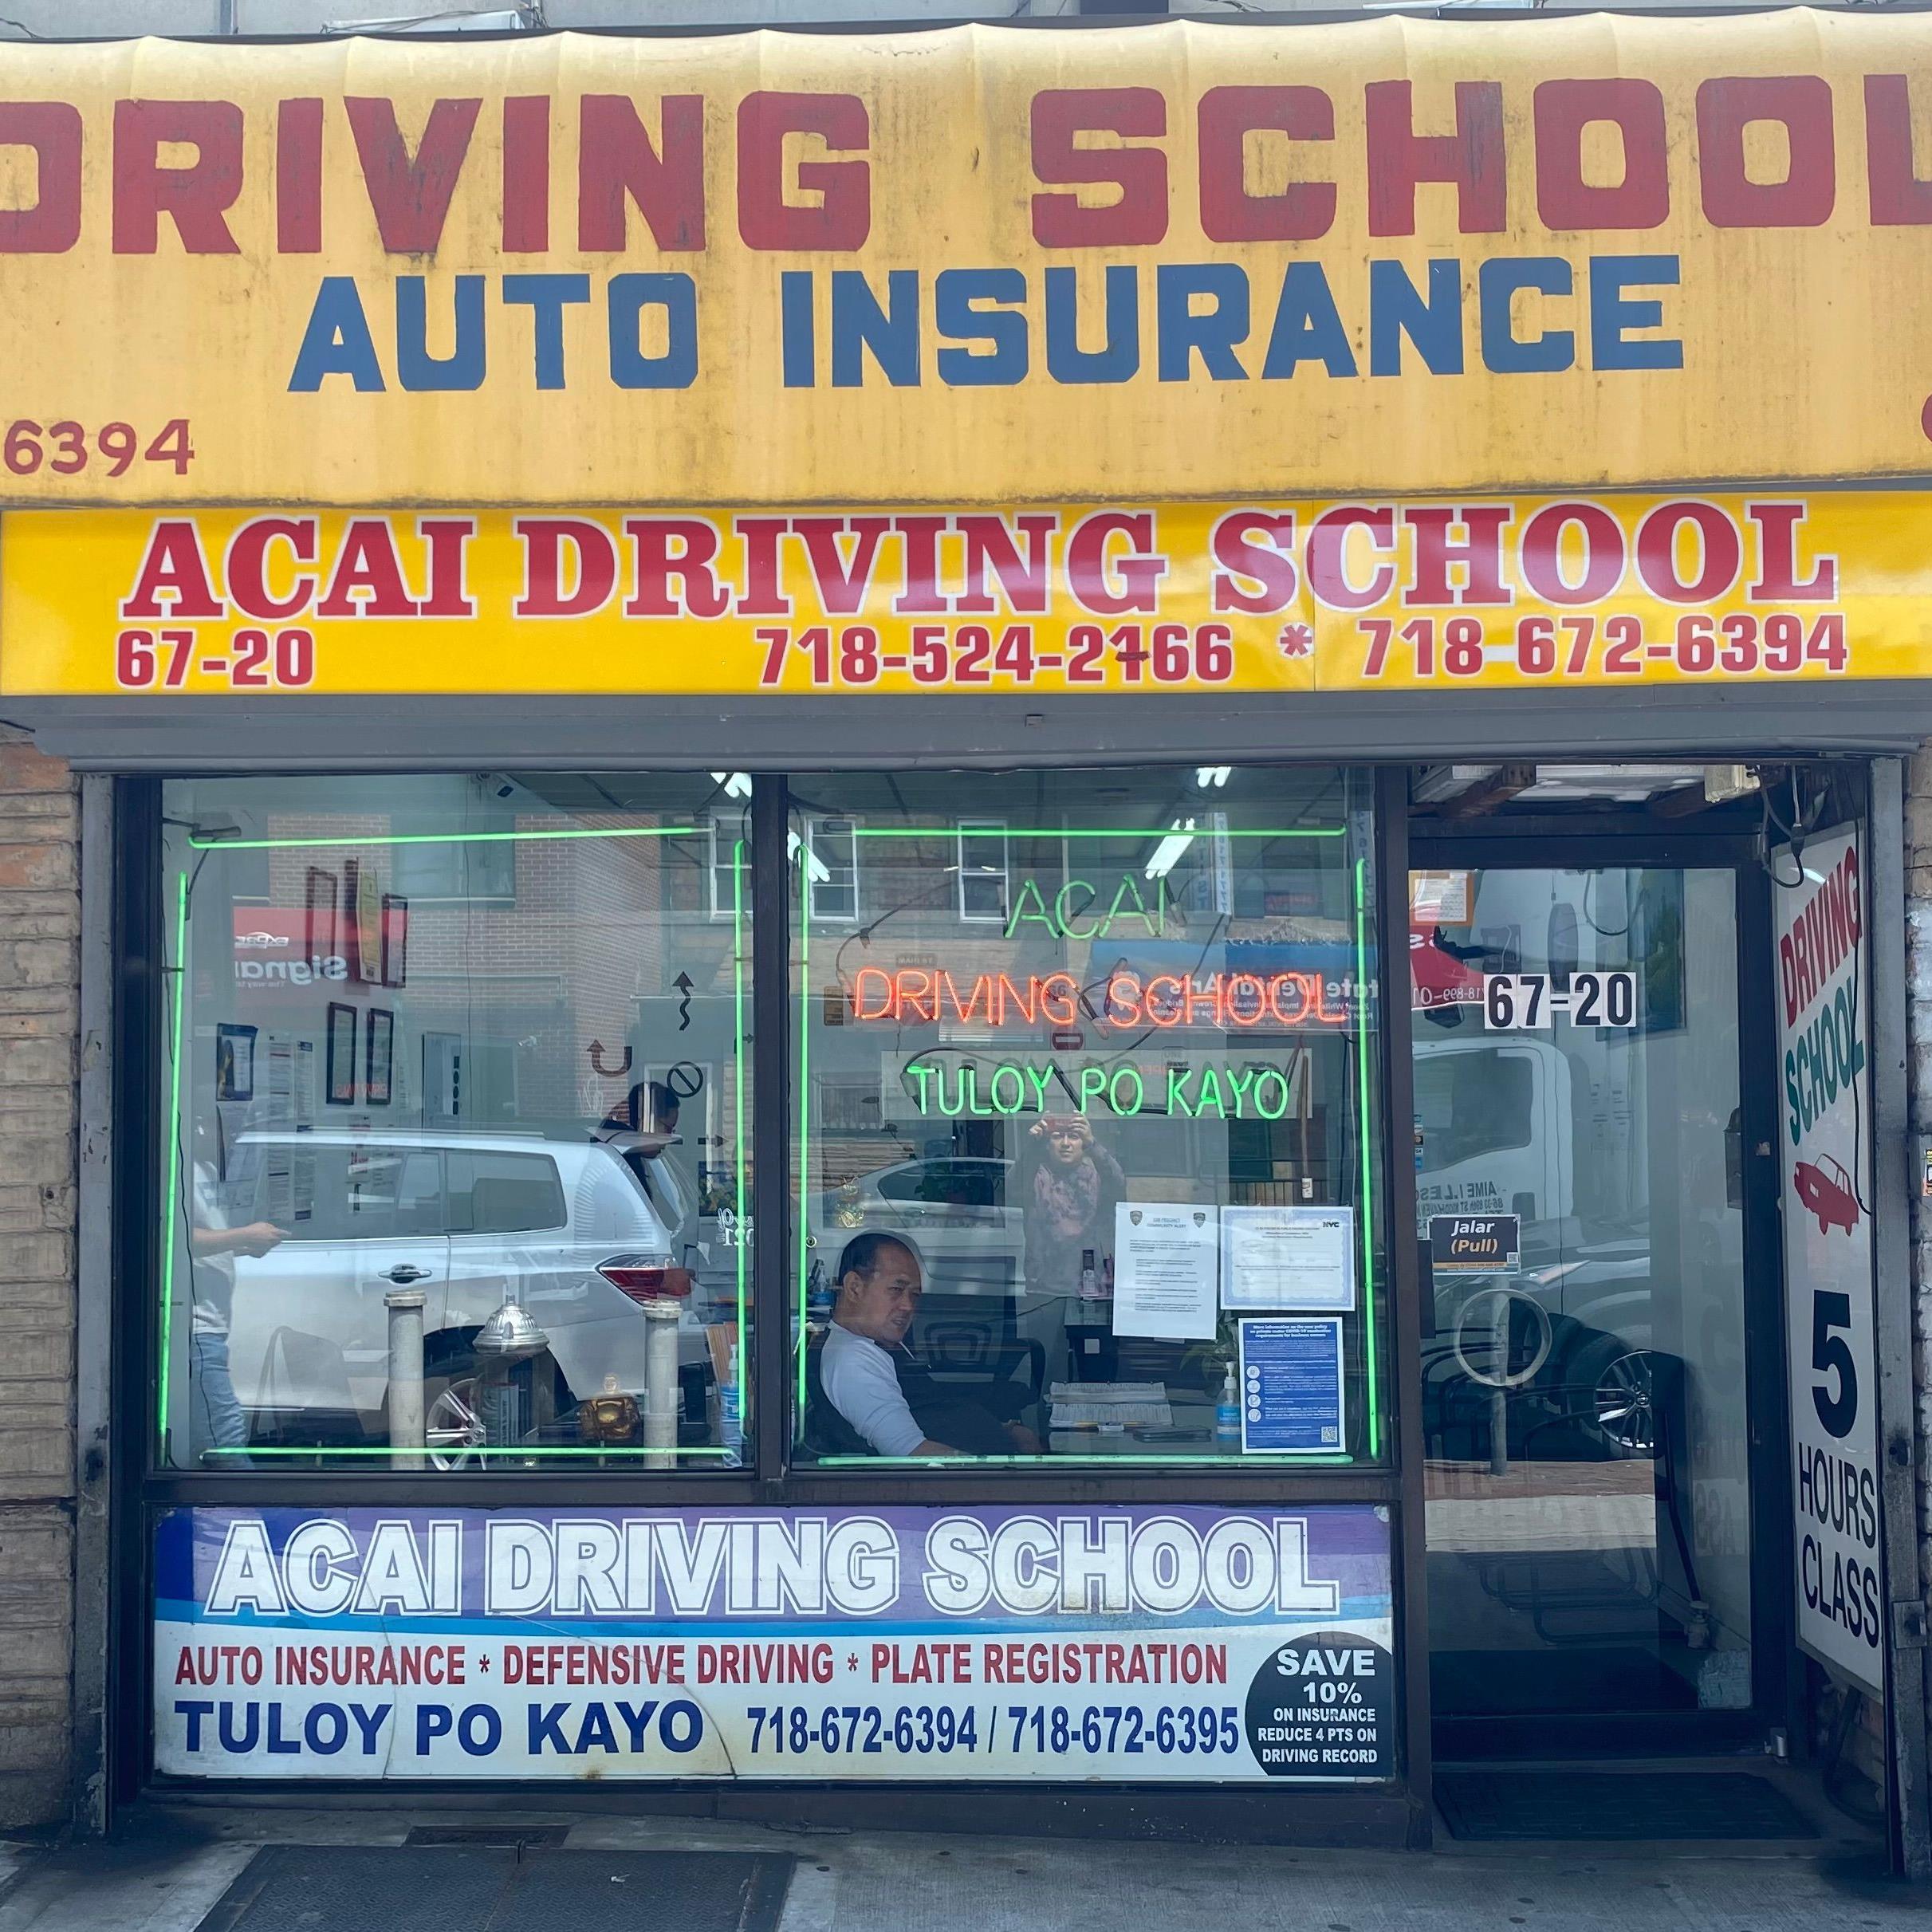 DRIVING SCHOOL
AUTO INSURANCE
6394
ACAI DRIVING SCHOOL
67-20 718-524-2166 * 718-672-6394
ACAI
DRIVING SCHOOL
TULOY PO KAYO
67-20
Jalar
(Pull)
NYC
DRIVING
SCHOOL
5
HOURS
CLASS
ACAI DRIVING SCHOOL
AUTO INSURANCE * DEFENSIVE DRIVING * PLATE REGISTRATION
TULOY PO KAYO 718-672-6394 / 718-672-6395
SAVE
10%
ON INSURANCE
REDUCE 4 PTS ON
DRIVING RECORD